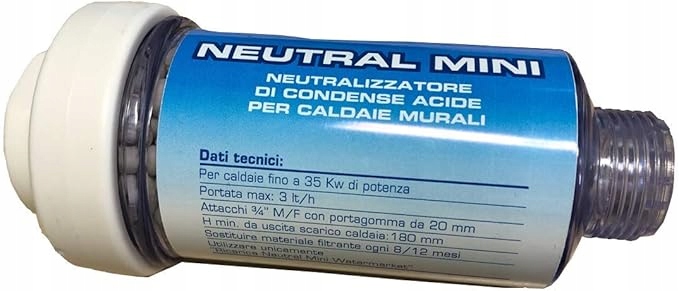 NEUTRAL MINI
NEUTRALIZZATORE
DI CONDENSE ACIDE
PER CALDAIE MURALI
Dati tecnici:
Per caldaie fino a 35 Kw di potenza
Portata max: 3 lt/h
Attacchi ¾" M/F con portagomma da 20 mm
H min. da uscita scarico caldaia: 180 mm
Sostituire materiale filtrante ogni 8/12 mesi
Utilizzare unicamente
"Ricarica Neutral Mini Watermarket"